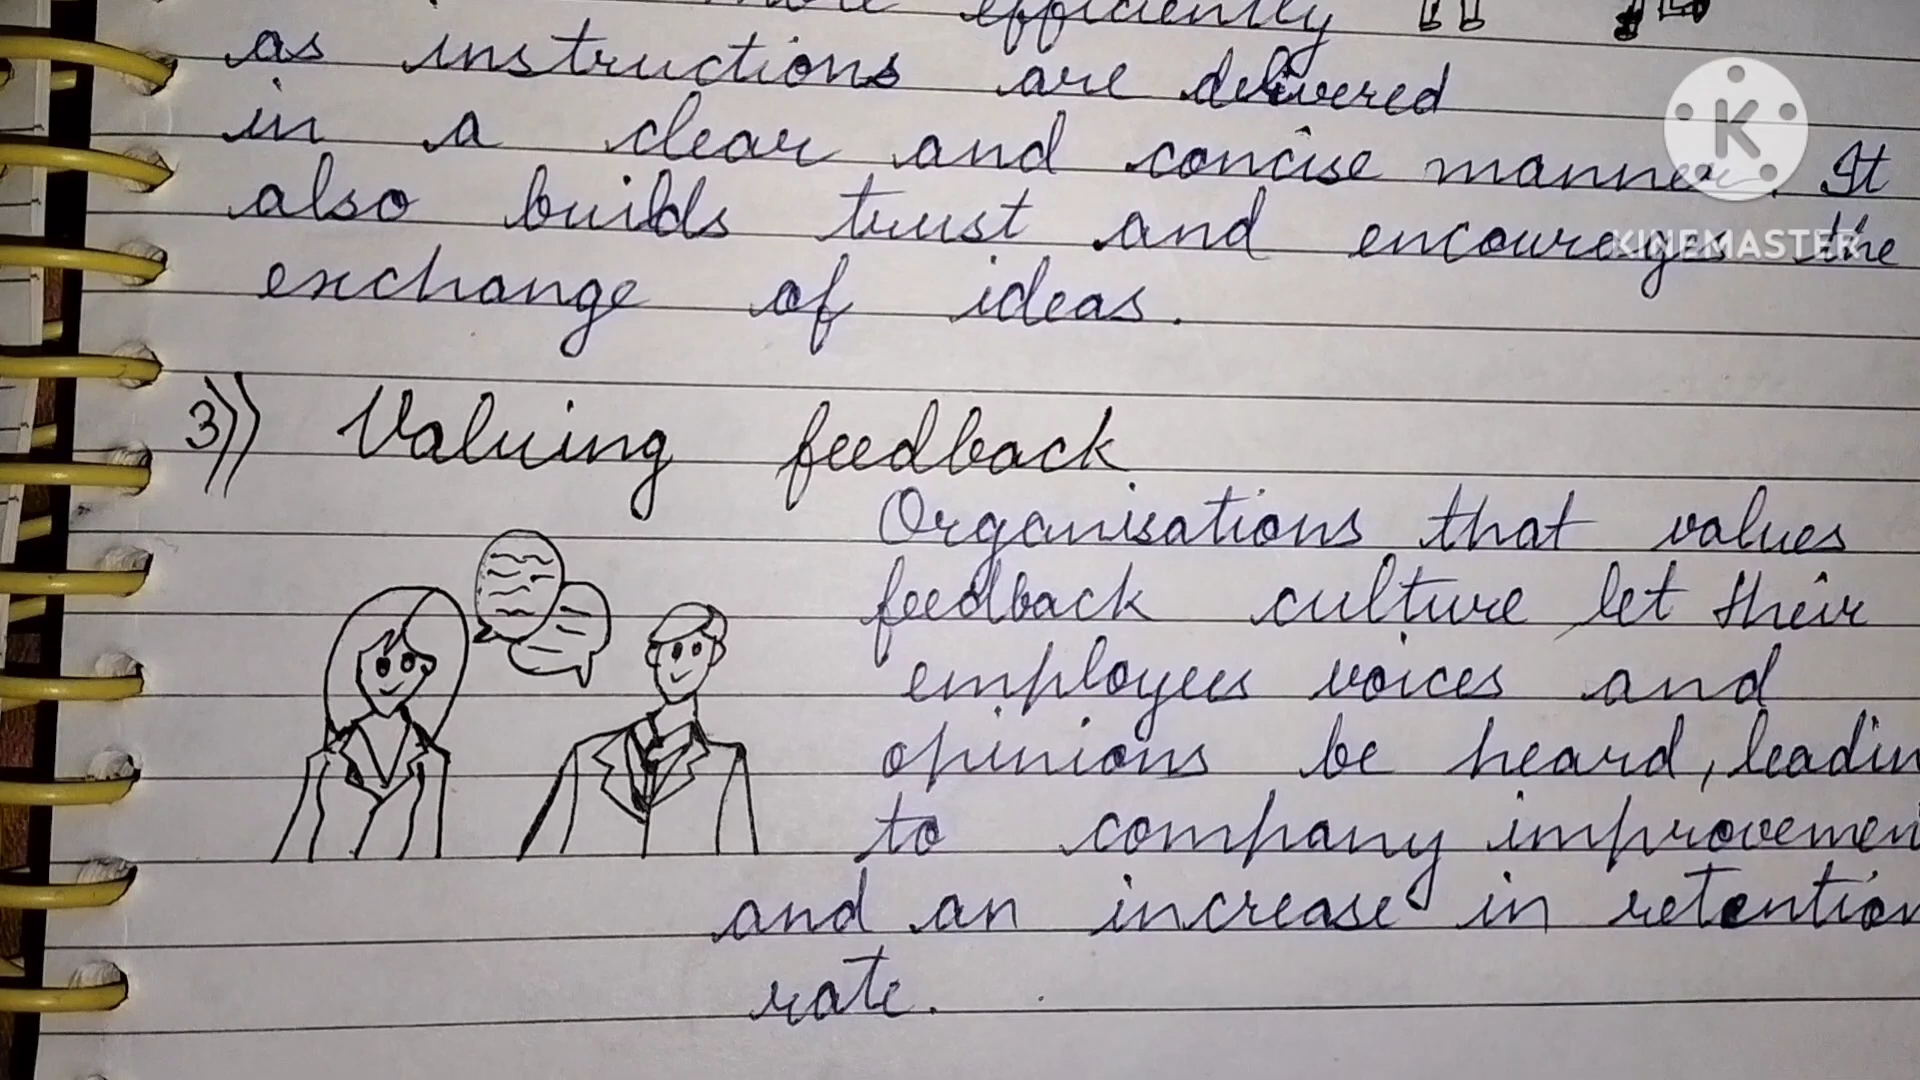 more efficiently
as instructions are delivered
in a clear and concise manner. It
also builds trust and encourages the
exchange of ideas.
3)) Valuing feedback
Organisations that values
feedback culture let their
employees voices and
opinions be heard, leadin
to company improvemen
and an increase in retention
rate.
K
KINEMASTER